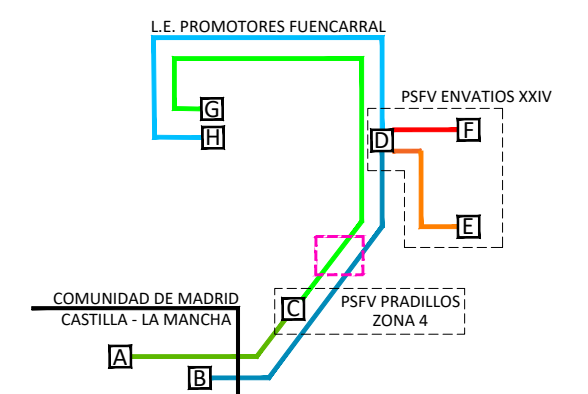 L.E. PROMOTORES FUENCARRAL
PSFV ENVATIOS XXIV
G
F
H
D
E
COMUNIDAD DE MADRID
PSFV PRADILLOS
C
CASTILLA - LA MANCHA
ZONA 4
A
B